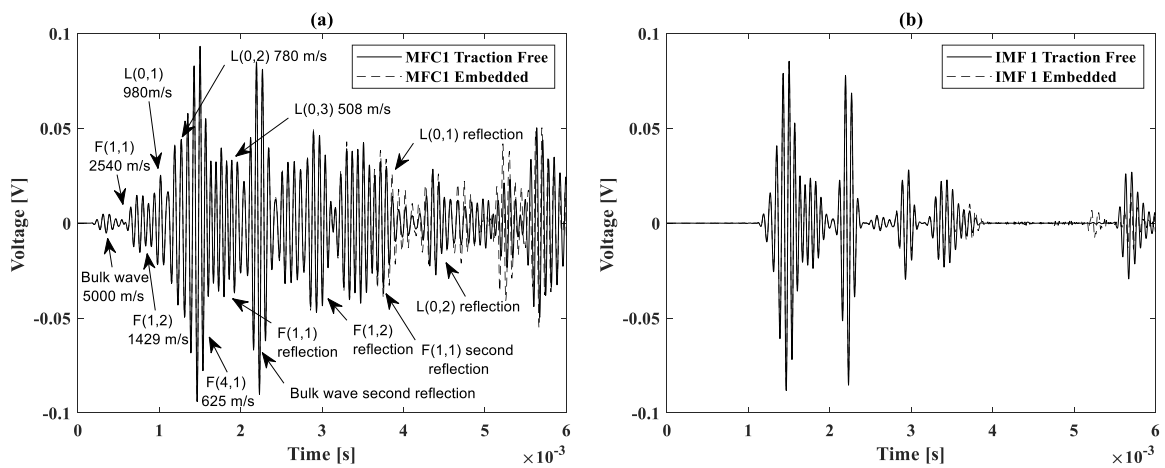 (a)
MFC1 Traction Free
MFC1 Embedded
L(0,2) 780 m/s
L(0,1)
980m/s
L(0,3) 508 m/s
F(1,1)
2540 m/s
L(0,1) reflection
Bulk wave
5000 m/s
F(1,2)
1429 m/s
F(4,1)
625 m/s
F(1,1)
reflection
F(1,2)
reflection
L(0,2) reflection
F(1,1) second
reflection
Bulk wave second reflection
0.1
0.05
0
-0.05
-0.1
Voltage [V]
0 1 2 3 4 5 6
Time [s]
×10⁻³
(b)
IMF 1 Traction Free
IMF 1 Embedded
0.1
0.05
0
-0.05
-0.1
Voltage [V]
0 1 2 3 4 5 6
Time [s]
×10⁻³